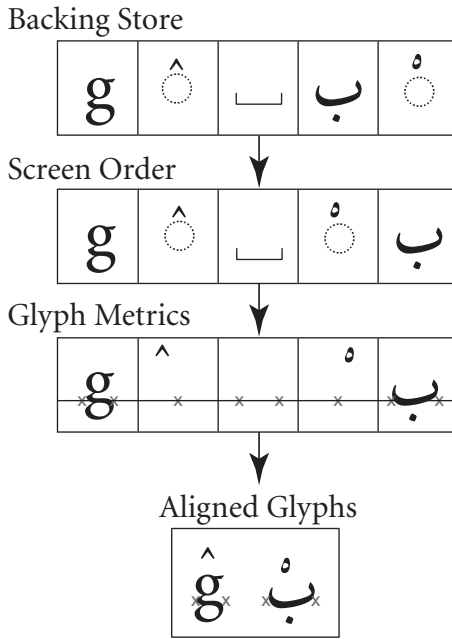 Backing Store
g ◌̂ ⎵ ب ◌ْ
Screen Order
g ◌̂ ⎵ ◌ْ ب
Glyph Metrics
g ^ ْ ب
Aligned Glyphs
ĝ بْ